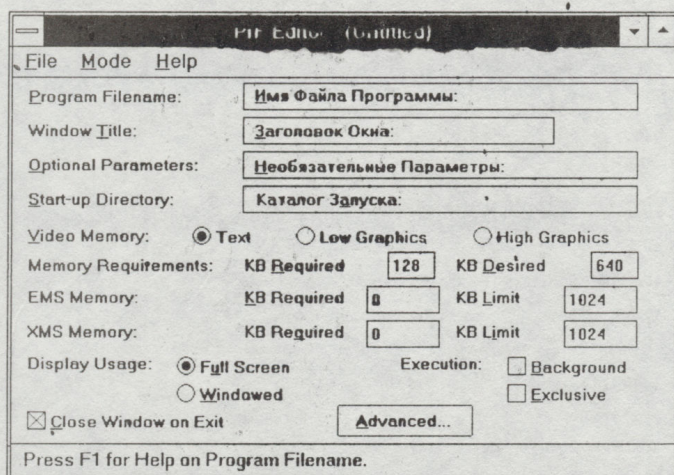 PIF Editor - (Untitled)
File Mode Help
Program Filename: Имя Файла Программы:
Window Title: Заголовок Окна:
Optional Parameters: Необязательные Параметры:
Start-up Directory: Каталог Запуска:
Video Memory: Text Low Graphics High Graphics
Memory Requirements: KB Required 128 KB Desired 640
EMS Memory: KB Required 0 KB Limit 1024
XMS Memory: KB Required 0 KB Limit 1024
Display Usage: Full Screen Execution: Background
Windowed Exclusive
Close Window on Exit Advanced...
Press F1 for Help on Program Filename.